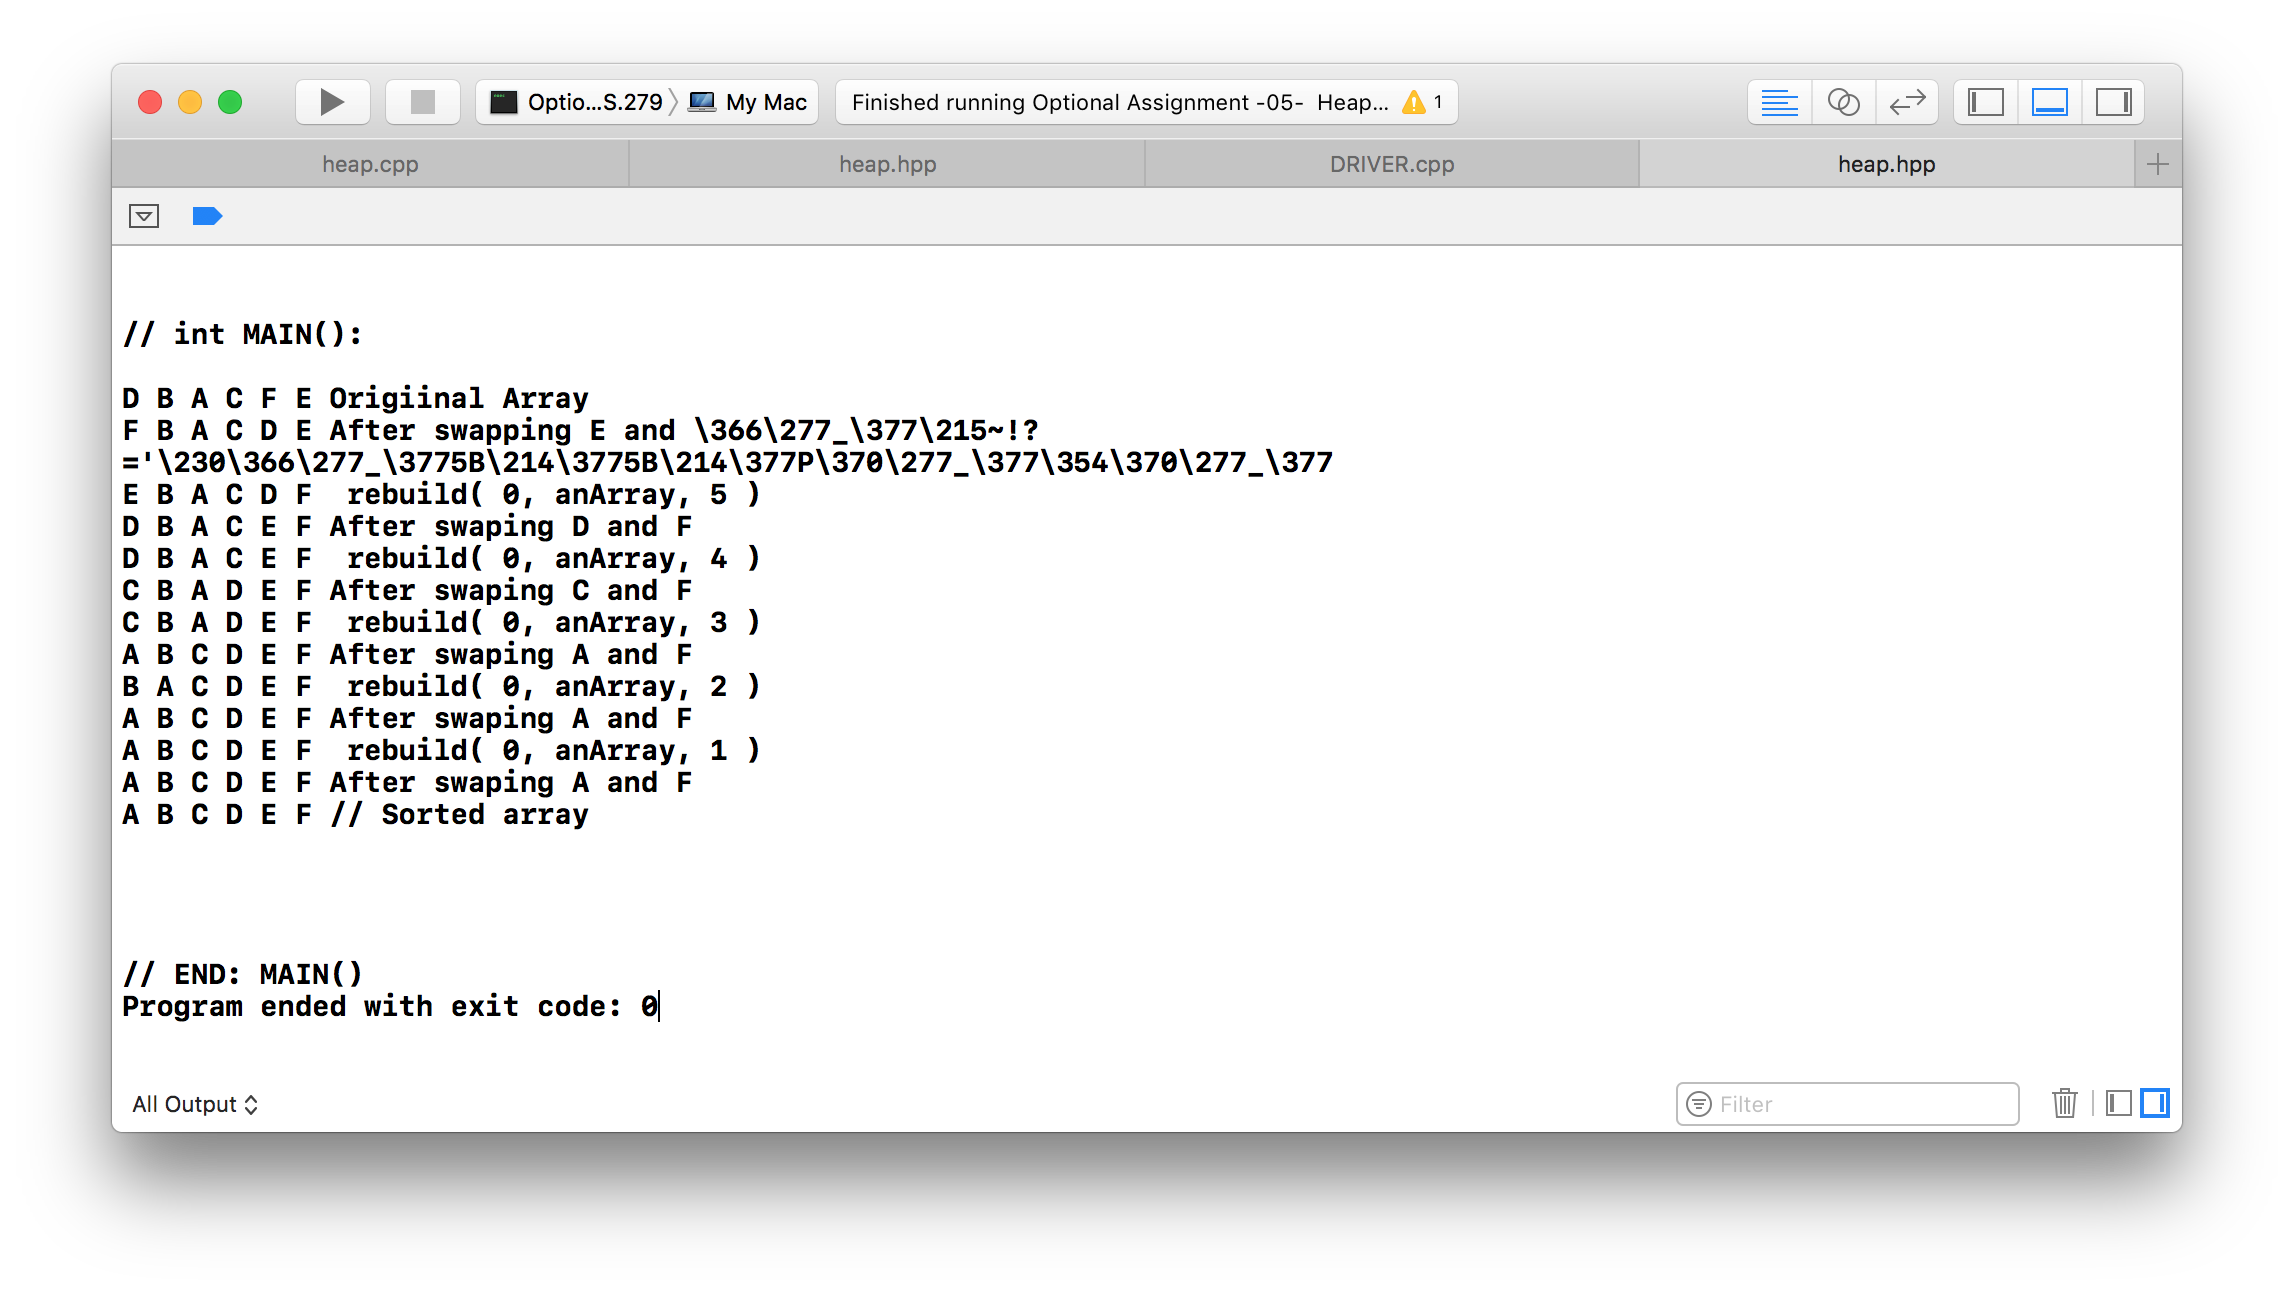 Optio...S.279 My Mac Finished running Optional Assignment -05- Heap... 1
heap.cpp heap.hpp DRIVER.cpp heap.hpp
// int MAIN():
D B A C F E Origiinal Array
F B A C D E After swapping E and \366\277_\377\215~!?
='\230\366\277_\3775B\214\3775B\214\377P\370\277_\377\354\370\277_\377
E B A C D F  rebuild( 0, anArray, 5 )
D B A C E F After swaping D and F
D B A C E F  rebuild( 0, anArray, 4 )
C B A D E F After swaping C and F
C B A D E F  rebuild( 0, anArray, 3 )
A B C D E F After swaping A and F
B A C D E F  rebuild( 0, anArray, 2 )
A B C D E F After swaping A and F
A B C D E F  rebuild( 0, anArray, 1 )
A B C D E F After swaping A and F
A B C D E F // Sorted array
// END: MAIN()
Program ended with exit code: 0
All Output Filter